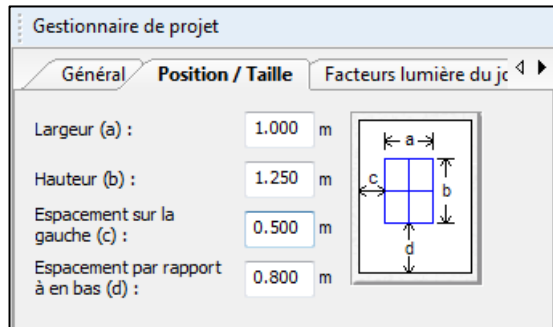 Gestionnaire de projet
Général Position / Taille Facteurs lumière du jo
Largeur (a) : 1.000 m
Hauteur (b) : 1.250 m
Espacement sur la
gauche (c) : 0.500 m
Espacement par rapport
à en bas (d) : 0.800 m
a
c
b
d